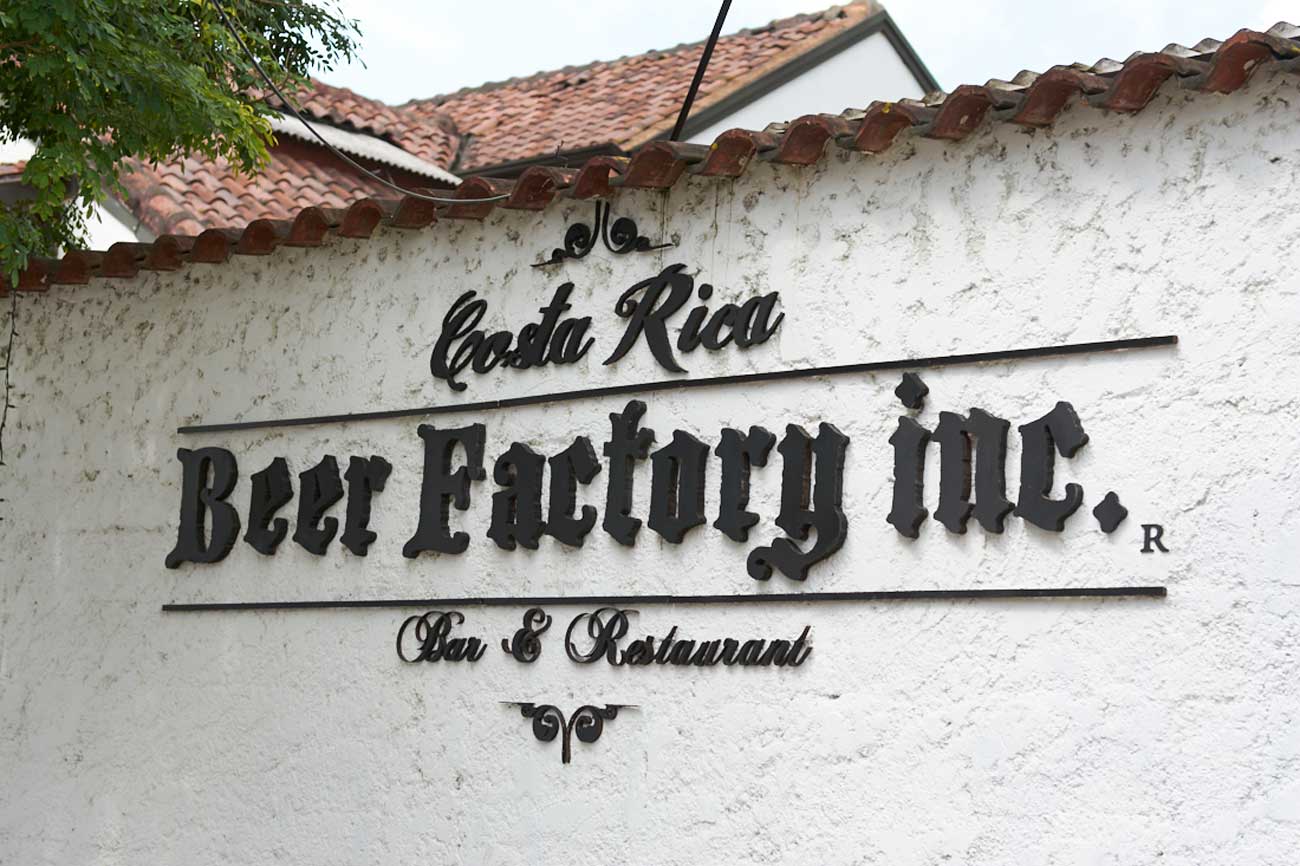 Costa Rica
Beer Factory inc. R
Bar & Restaurant